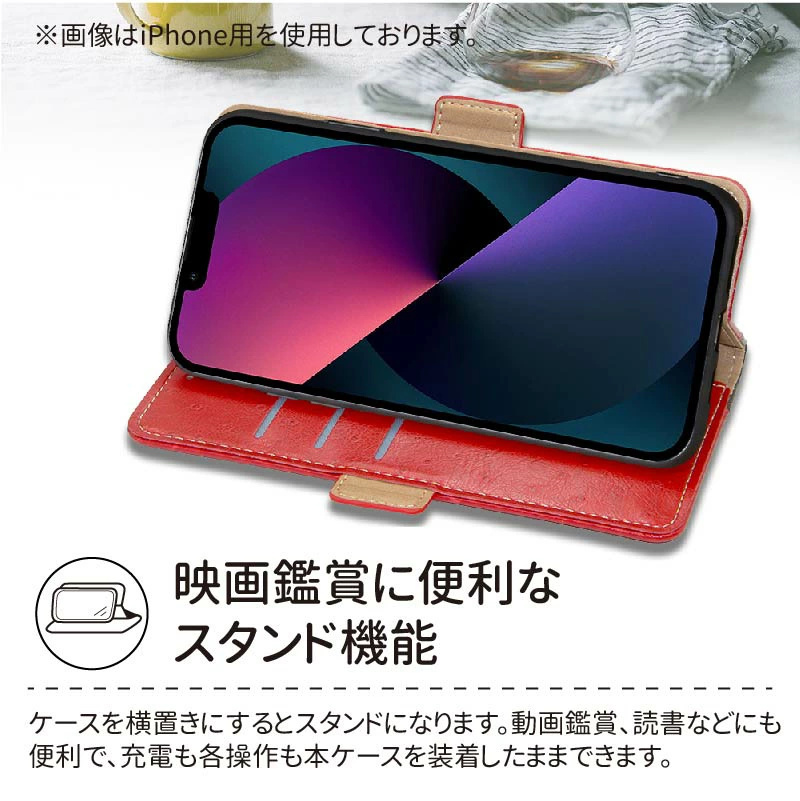 ※画像はiPhone用を使用しております。
映画鑑賞に便利な
スタンド機能
ケースを横置きにするとスタンドになります。動画鑑賞、読書などにも
便利で、充電も各操作も本ケースを装着したままできます。